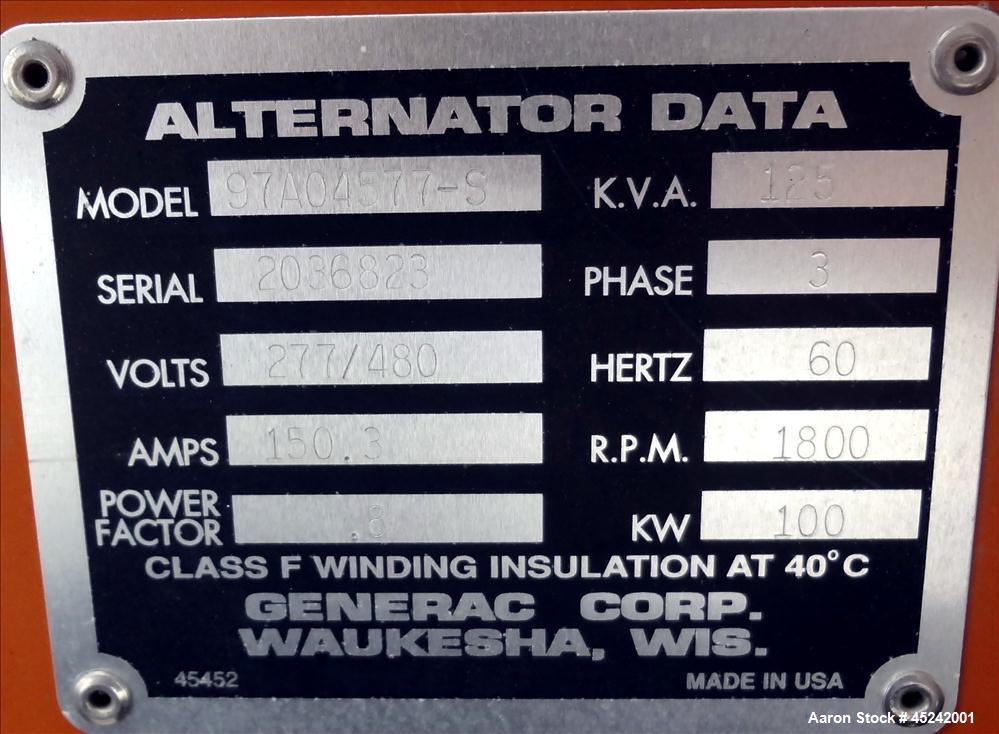 ALTERNATOR DATA
MODEL 97A04577-S K.V.A. 125
SERIAL 2036823 PHASE 3
VOLTS 277/480 HERTZ 60
AMPS 150.3 R.P.M. 1800
POWER
FACTOR .8 KW 100
CLASS F WINDING INSULATION AT 40°C
GENERAC CORP.
WAUKESHA, WIS.
45452 MADE IN USA
Aaron Stock # 45242001